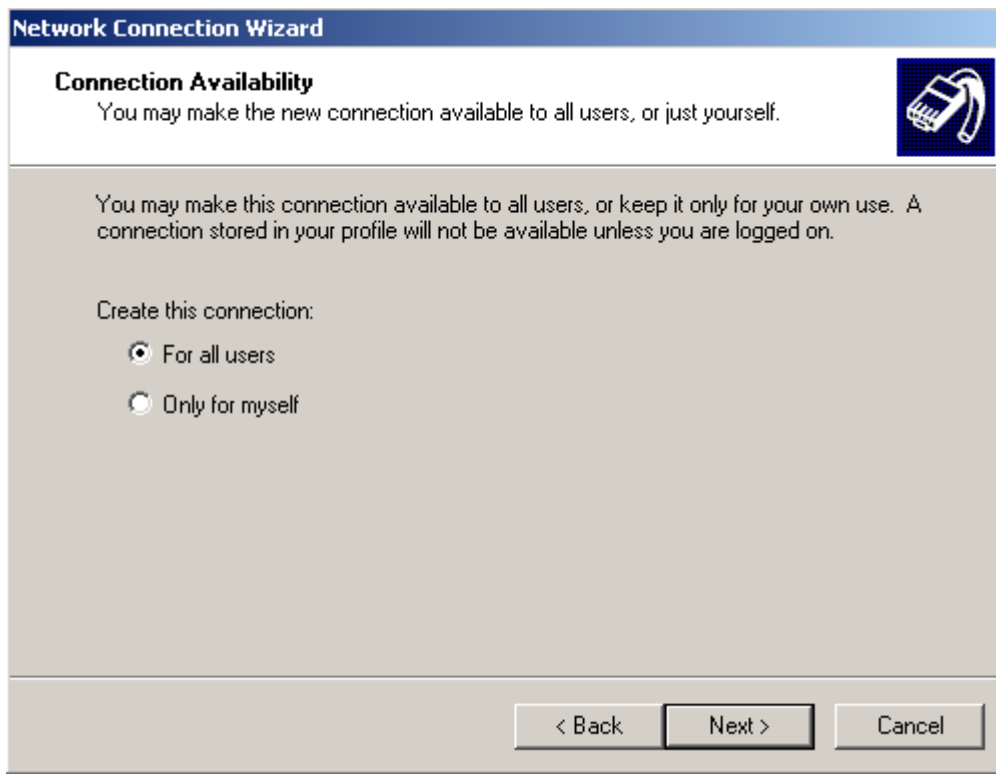 Network Connection Wizard
Connection Availability
You may make the new connection available to all users, or just yourself.
You may make this connection available to all users, or keep it only for your own use.  A
connection stored in your profile will not be available unless you are logged on.
Create this connection:
For all users
Only for myself
< Back Next > Cancel